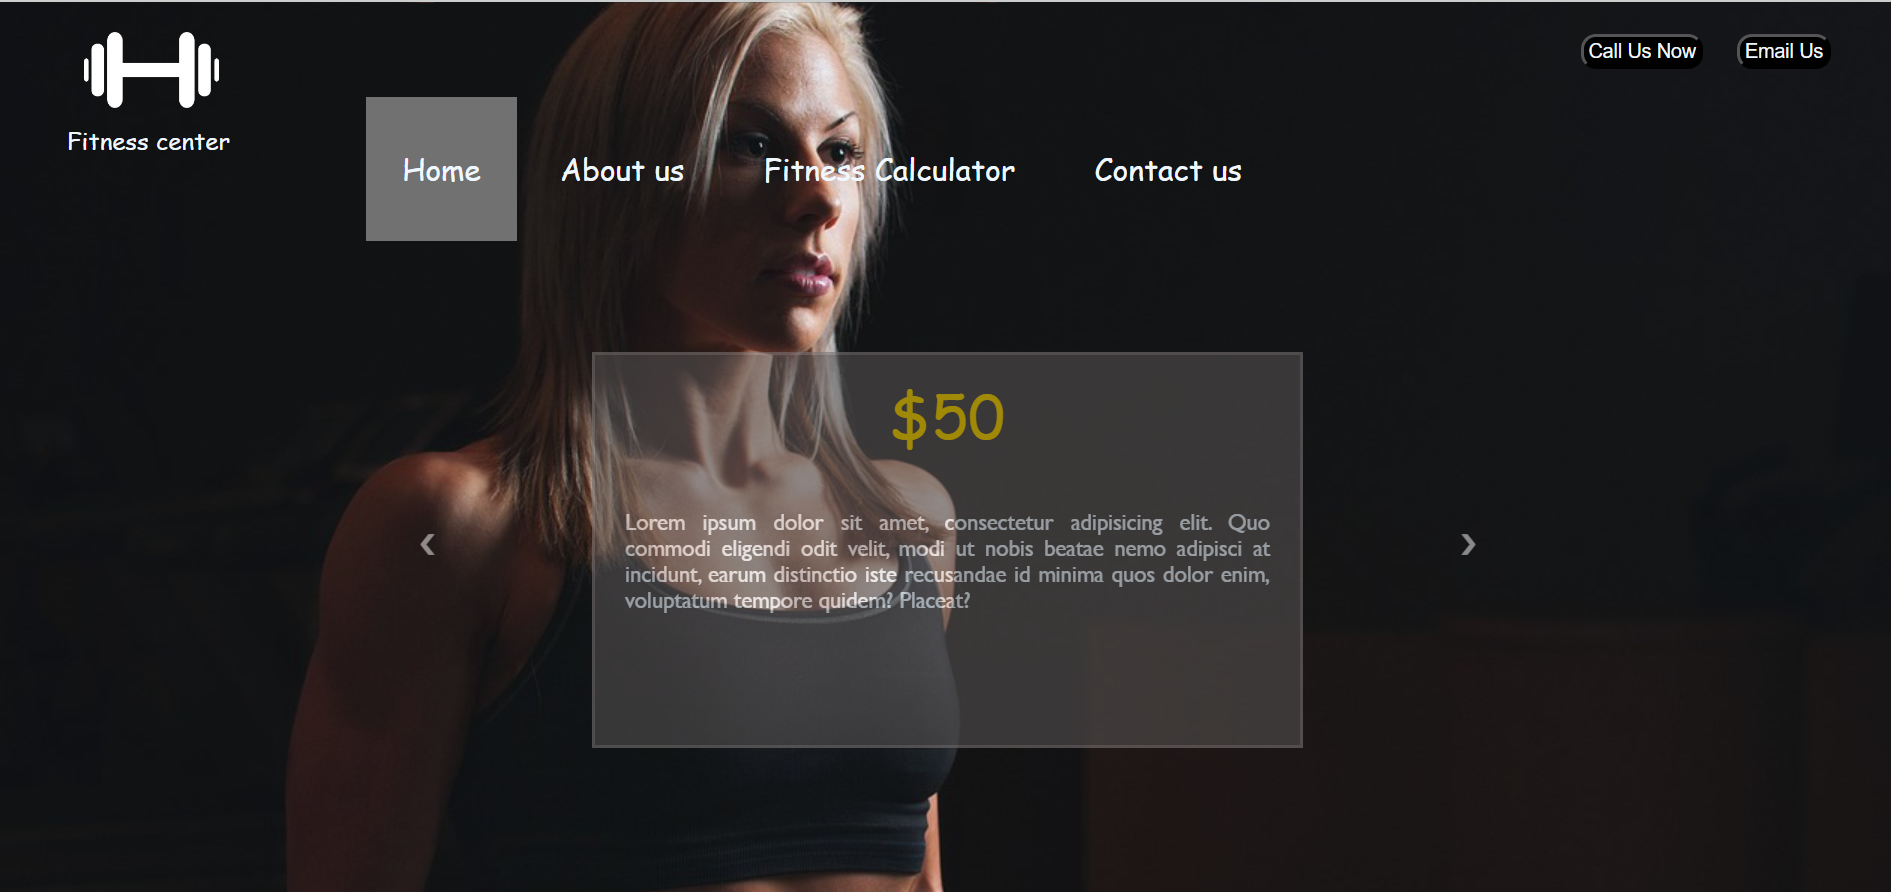 Call Us Now
Email Us
Fitness center
Home
About us
Fitness Calculator
Contact us
$50
Lorem ipsum dolor sit amet, consectetur adipisicing elit. Quo
commodi eligendi odit velit, modi ut nobis beatae nemo adipisci at
incidunt, earum distinctio iste recusandae id minima quos dolor enim,
voluptatum tempore quidem? Placeat?